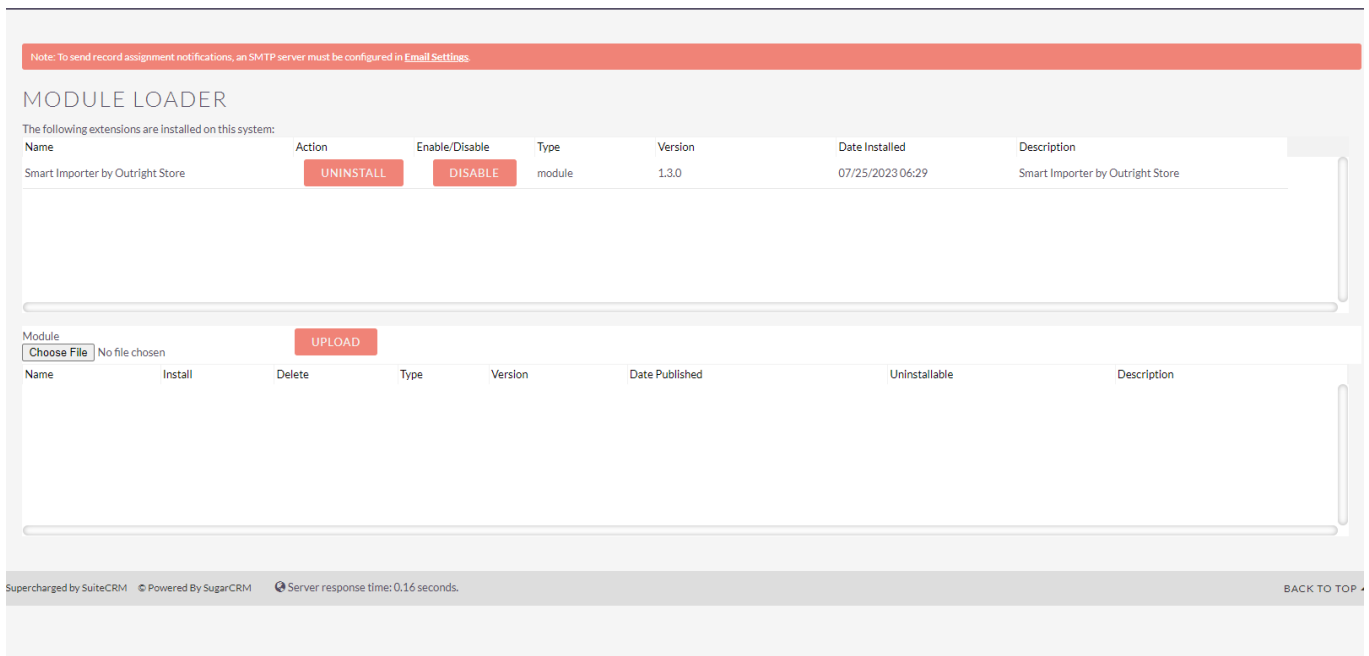 Note: To send record assignment notifications, an SMTP server must be configured in Email Settings.
MODULE LOADER
The following extensions are installed on this system:
Name Action Enable/Disable Type Version Date Installed Description
Smart Importer by Outright Store UNINSTALL DISABLE module 1.3.0 07/25/2023 06:29 Smart Importer by Outright Store
Module
UPLOAD
Choose File No file chosen
Name Install Delete Type Version Date Published Uninstallable Description
Supercharged by SuiteCRM © Powered By SugarCRM Server response time: 0.16 seconds. BACK TO TOP